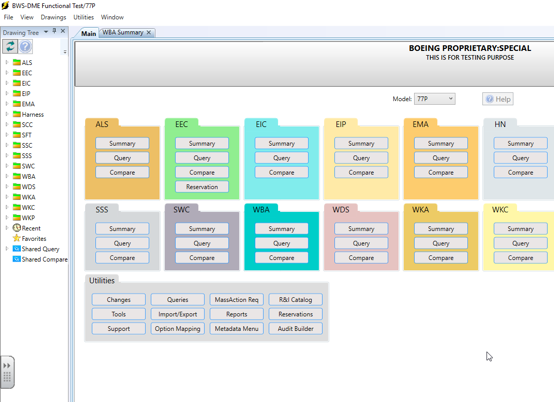 BWS-DME Functional Test/77P
File View Drawings Utilities Window
Drawing Tree
Main WBA Summary
BOEING PROPRIETARY:SPECIAL
THIS IS FOR TESTING PURPOSE
Model: 77P Help
ALS
EEC
EIC
EIP
EMA
Harness
SCC
SFT
SSC
SSS
SWC
WBA
WDS
WKA
WKC
WKP
Recent
Favorites
Shared Query
Shared Compare
ALS EEC EIC EIP EMA HN
Summary Summary Summary Summary Summary Summary
Query Query Query Query Query Query
Compare Compare Compare Compare Compare Compare
Reservation
SSS SWC WBA WDS WKA WKC
Summary Summary Summary Summary Summary Summary
Query Query Query Query Query Query
Compare Compare Compare Compare Compare Compare
Utilities
Changes Queries MassAction Req R&I Catalog
Tools Import/Export Reports Reservations
Support Option Mapping Metadata Menu Audit Builder